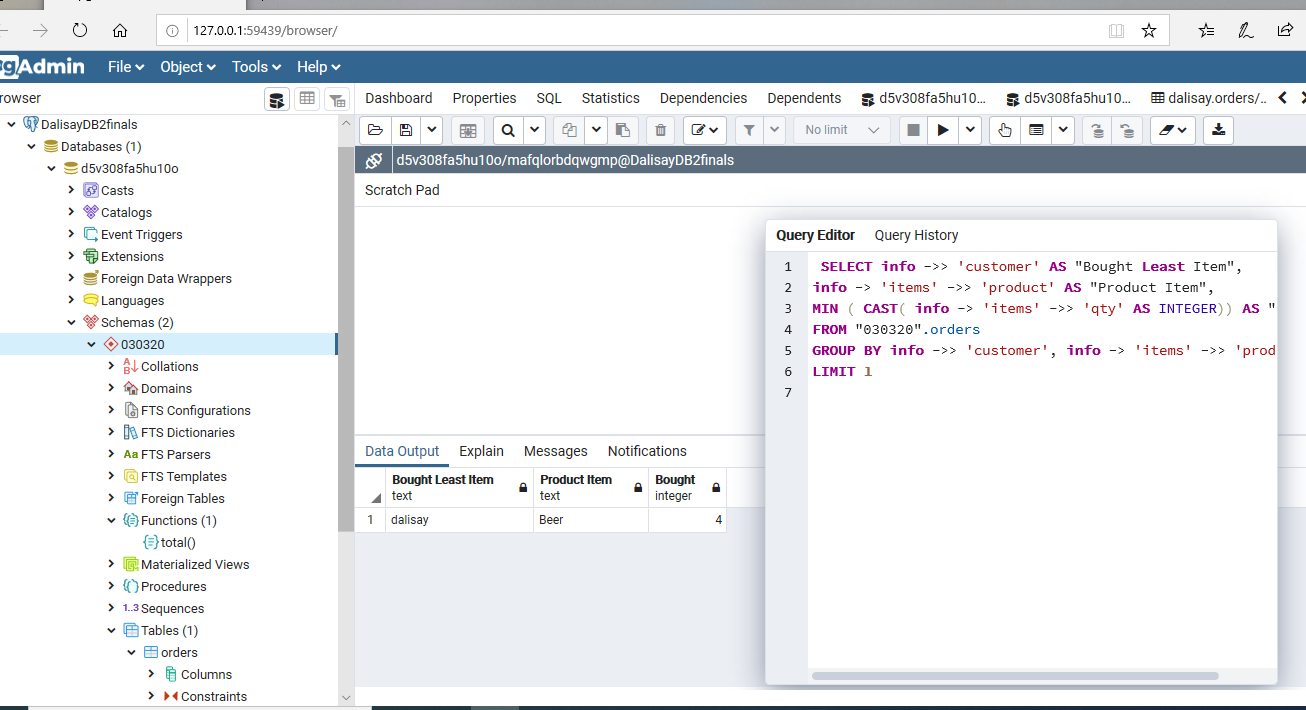 127.0.0.1:59439/browser/
gAdmin File Object Tools Help
rowser
Dashboard Properties SQL Statistics Dependencies Dependents d5v308fa5hu10... d5v308fa5hu10... dalisay.orders/..
No limit
d5v308fa5hu10o/mafqlorbdqwgmp@DalisayDB2finals
Scratch Pad
DalisayDB2finals
Databases (1)
d5v308fa5hu10o
Casts
Catalogs
Event Triggers
Extensions
Foreign Data Wrappers
Languages
Schemas (2)
030320
Collations
Domains
FTS Configurations
FTS Dictionaries
Aa FTS Parsers
FTS Templates
Foreign Tables
Functions (1)
total()
Materialized Views
Procedures
1..3 Sequences
Tables (1)
orders
Columns
Constraints
Query Editor Query History
1 SELECT info ->> 'customer' AS "Bought Least Item",
2 info -> 'items' ->> 'product' AS "Product Item",
3 MIN ( CAST( info -> 'items' ->> 'qty' AS INTEGER)) AS "
4 FROM "030320".orders
5 GROUP BY info ->> 'customer', info -> 'items' ->> 'prod
6 LIMIT 1
7
Data Output Explain Messages Notifications
Bought Least Item Product Item Bought
text text integer
1 dalisay Beer 4